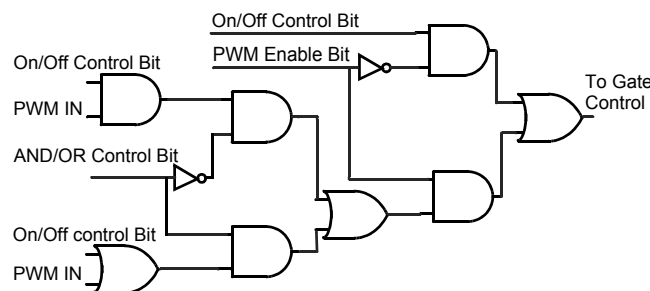 On/Off Control Bit
PWM Enable Bit
On/Off Control Bit
PWM IN
To Gate
Control
AND/OR Control Bit
On/Off control Bit
PWM IN